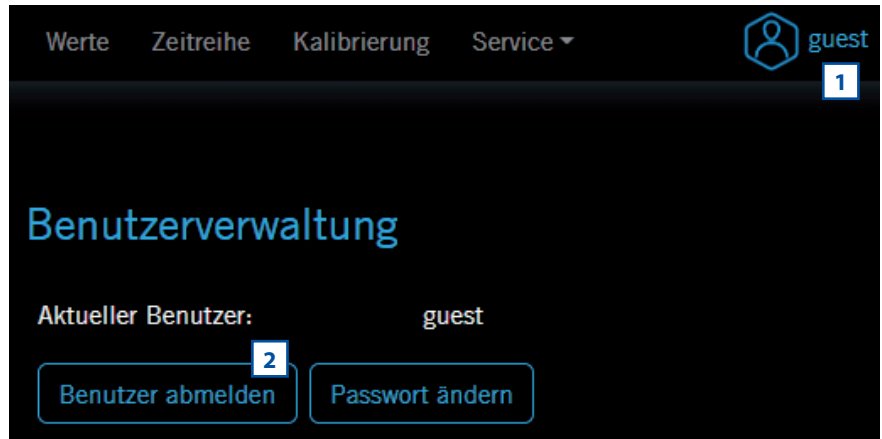 Werte Zeitreihe Kalibrierung Service guest
1
Benutzerverwaltung
Aktueller Benutzer: guest
2
Benutzer abmelden Passwort ändern